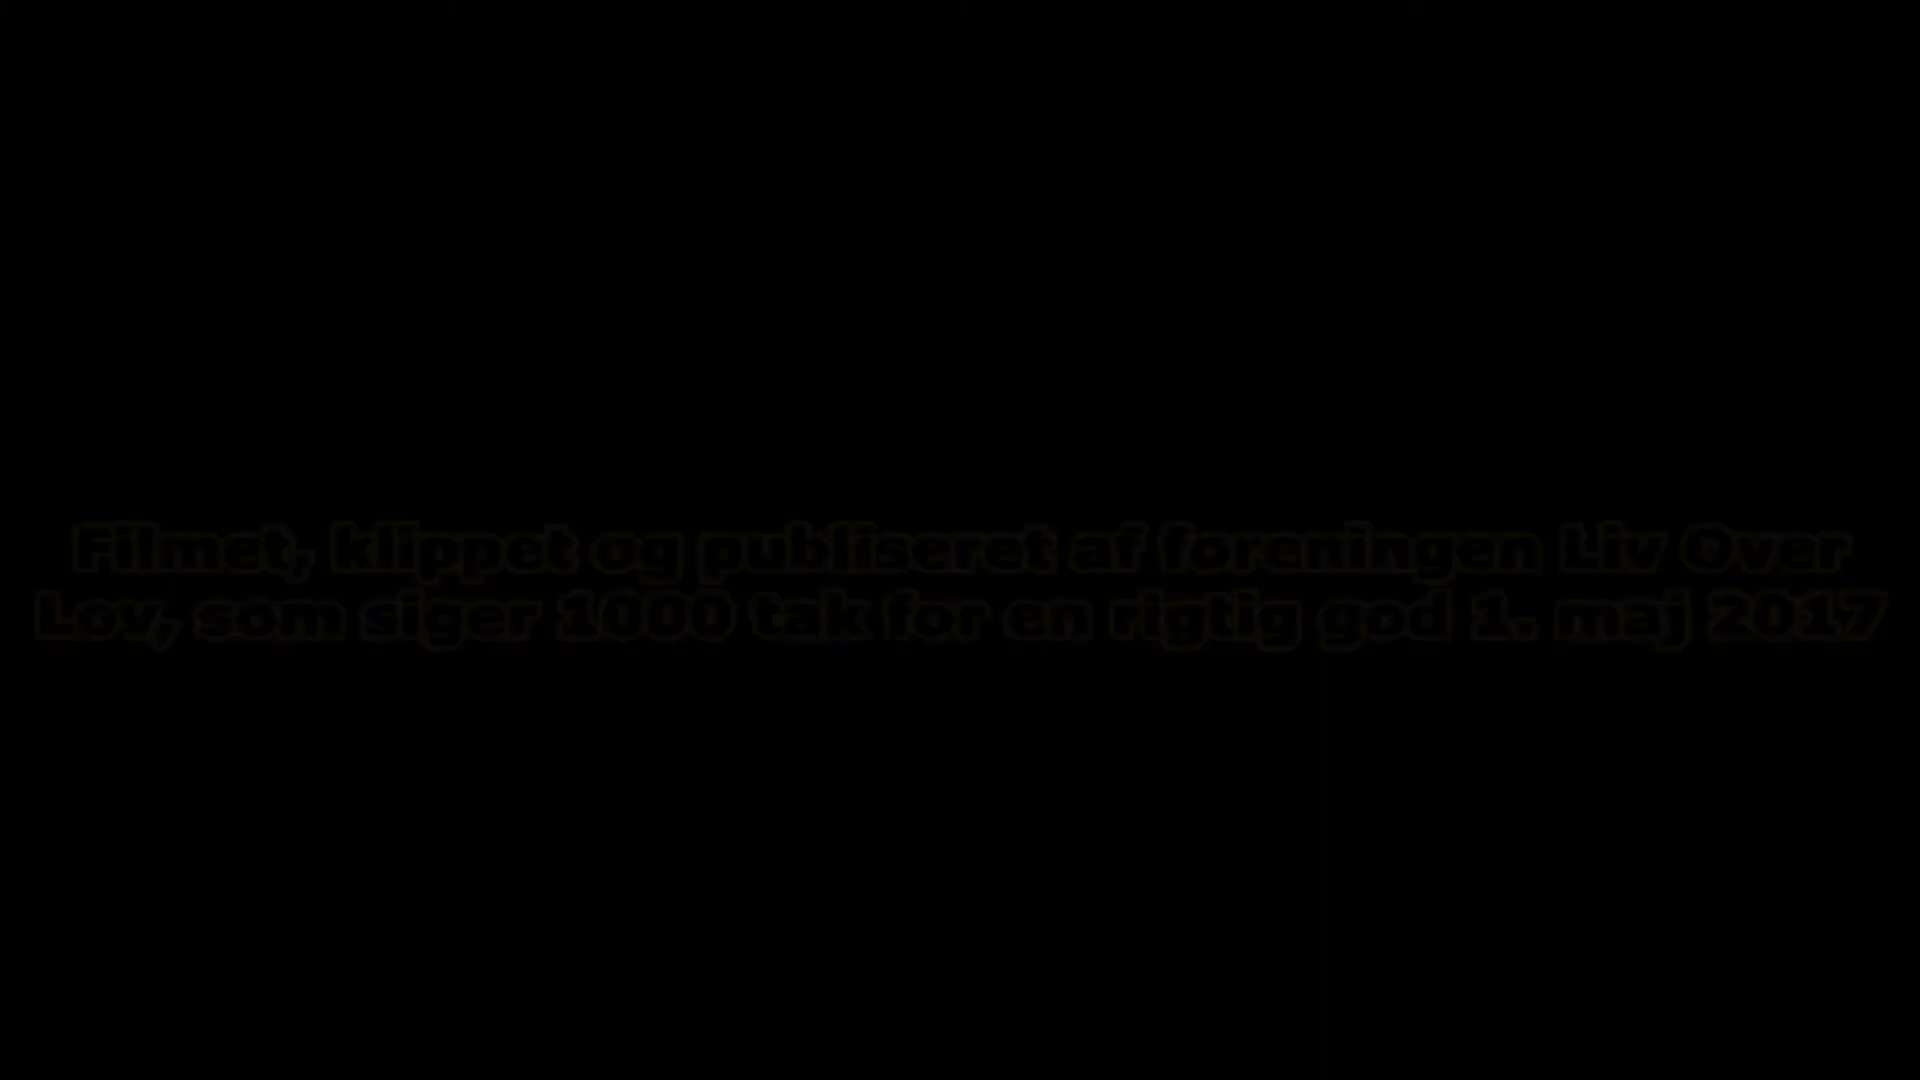 Filmet, klippet og publiseret af foreningen Liv Over
Lov, som siger 1000 tak for en rigtig god 1. maj 2017